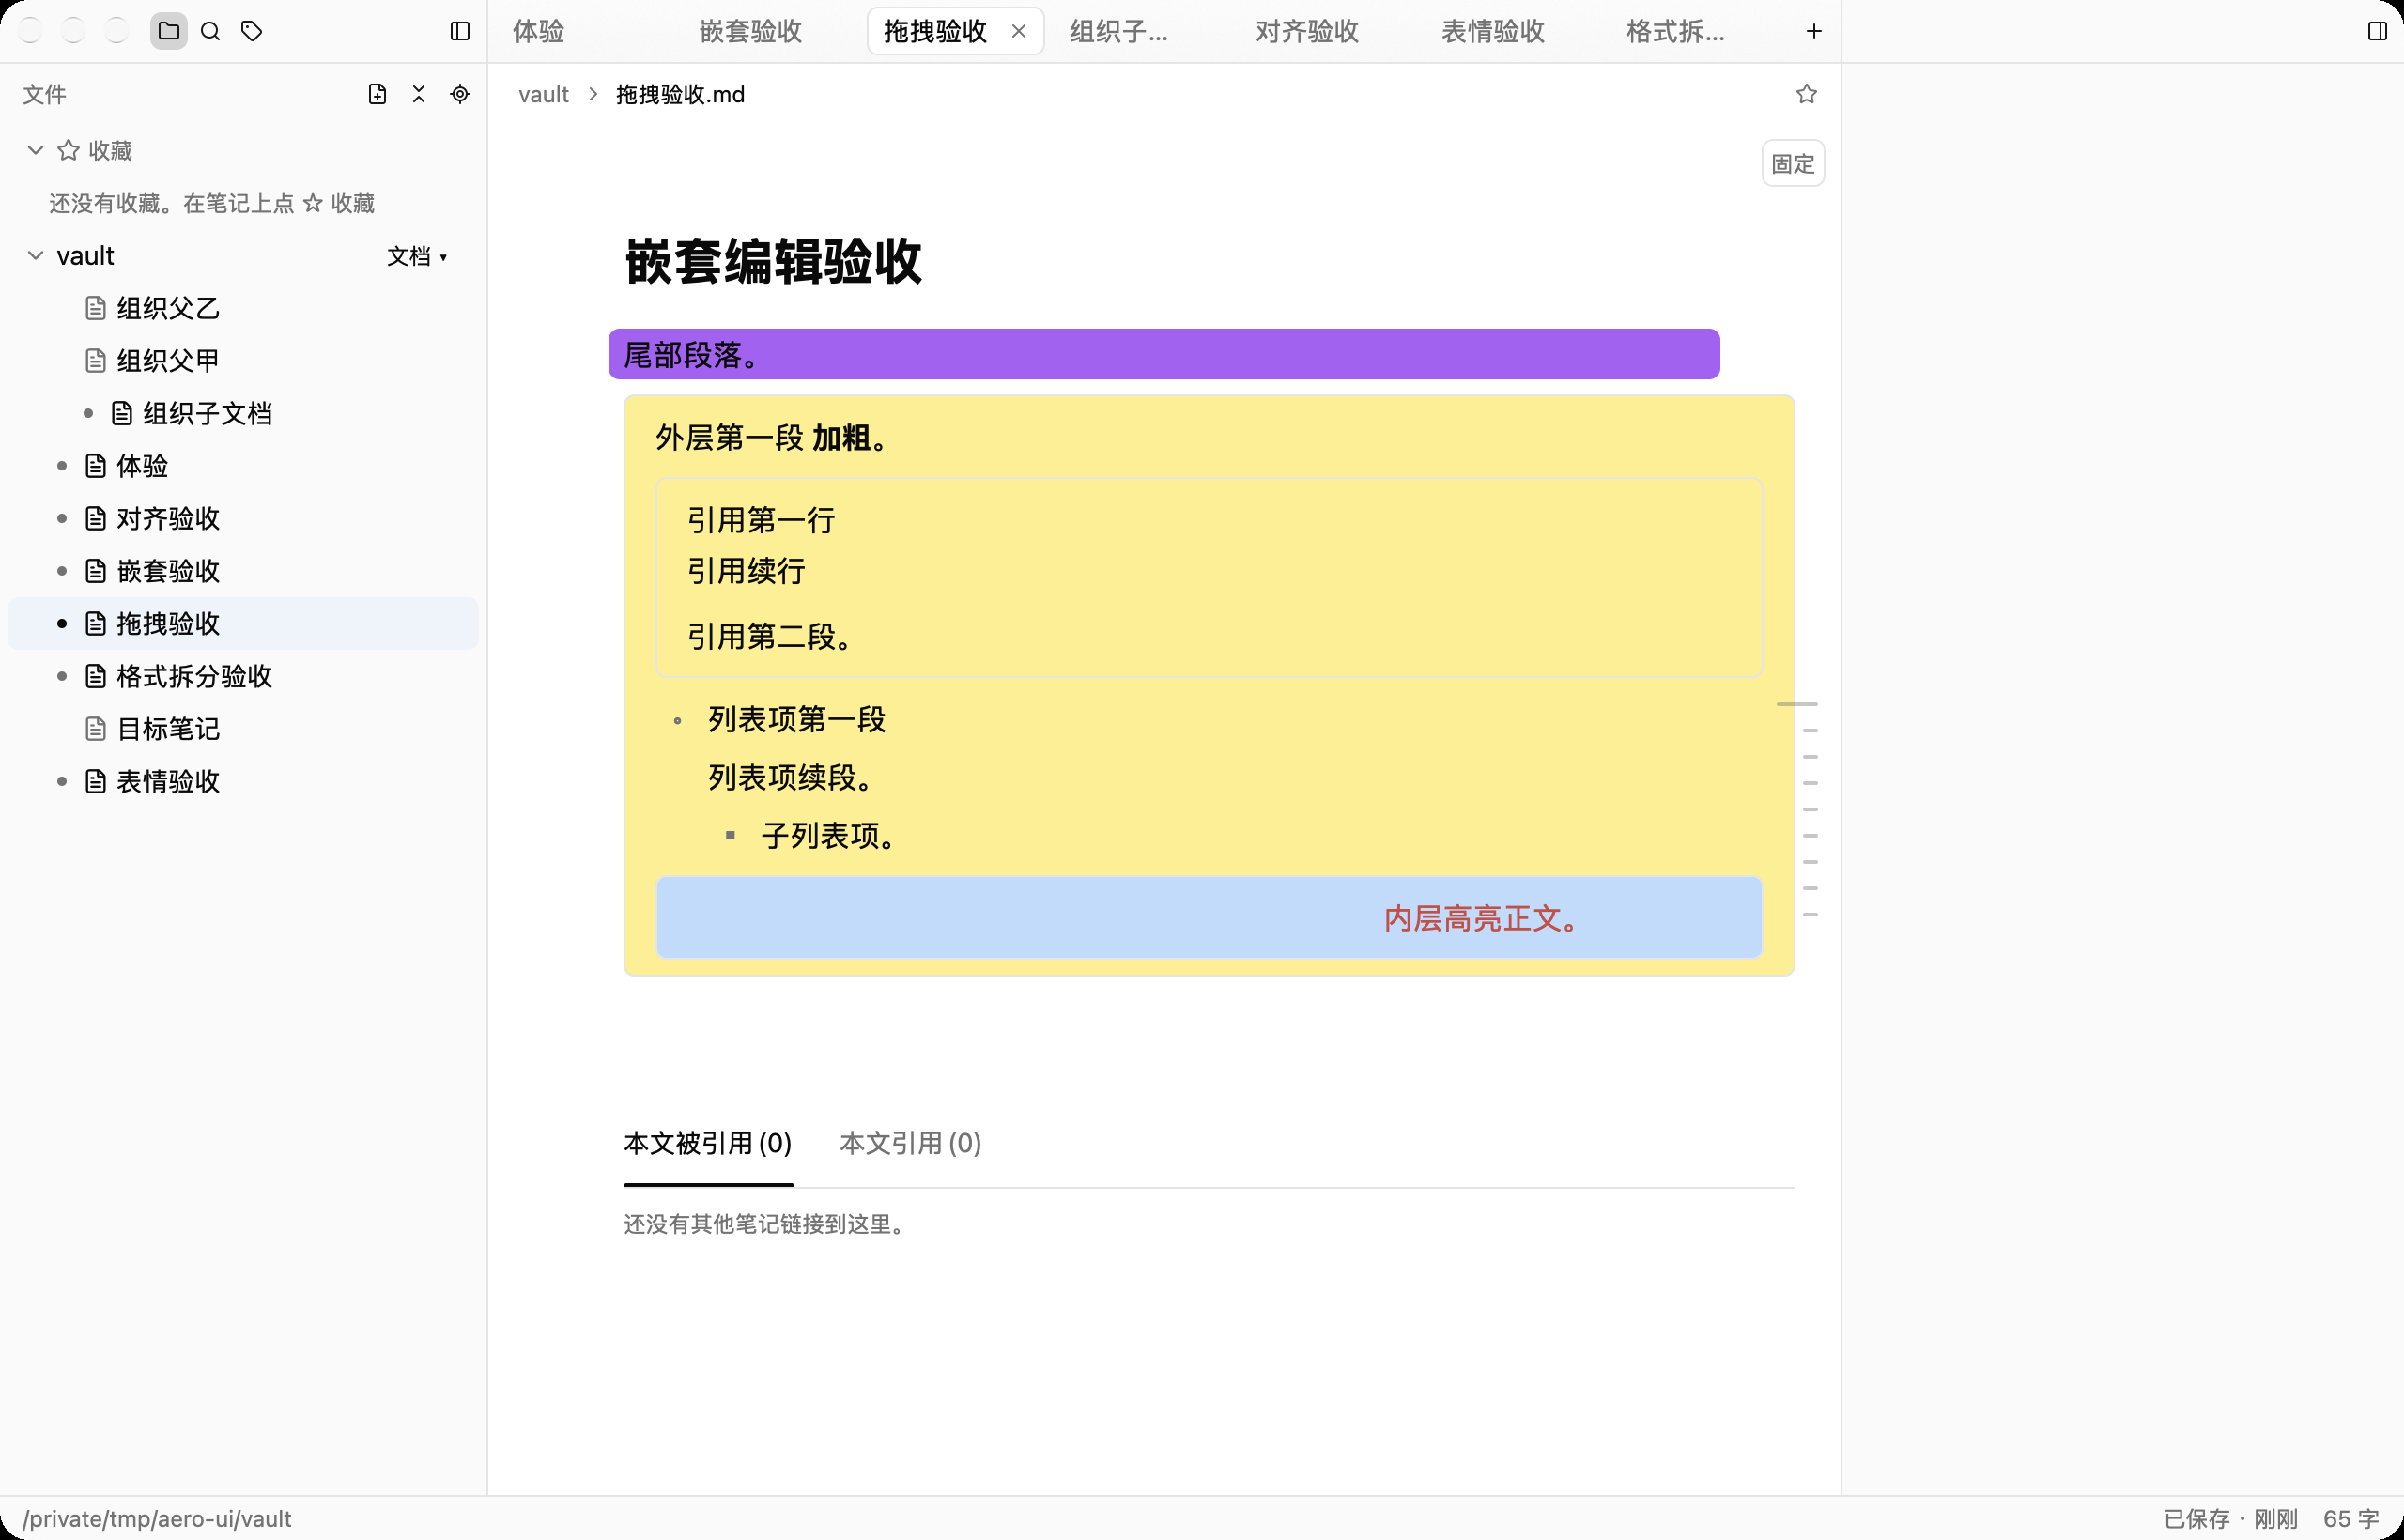 体验
嵌套验收
拖拽验收
组织子...
对齐验收
表情验收
格式拆...
文件
vault
拖拽验收.md
收藏
固定
还没有收藏。在笔记上点 ☆ 收藏
vault
文档
组织父乙
组织父甲
组织子文档
体验
对齐验收
嵌套验收
拖拽验收
格式拆分验收
目标笔记
表情验收
嵌套编辑验收
尾部段落。
外层第一段 加粗。
引用第一行
引用续行
引用第二段。
列表项第一段
列表项续段。
子列表项。
内层高亮正文。
本文被引用 (0)
本文引用 (0)
还没有其他笔记链接到这里。
/private/tmp/aero-ui/vault
已保存 · 刚刚
65 字